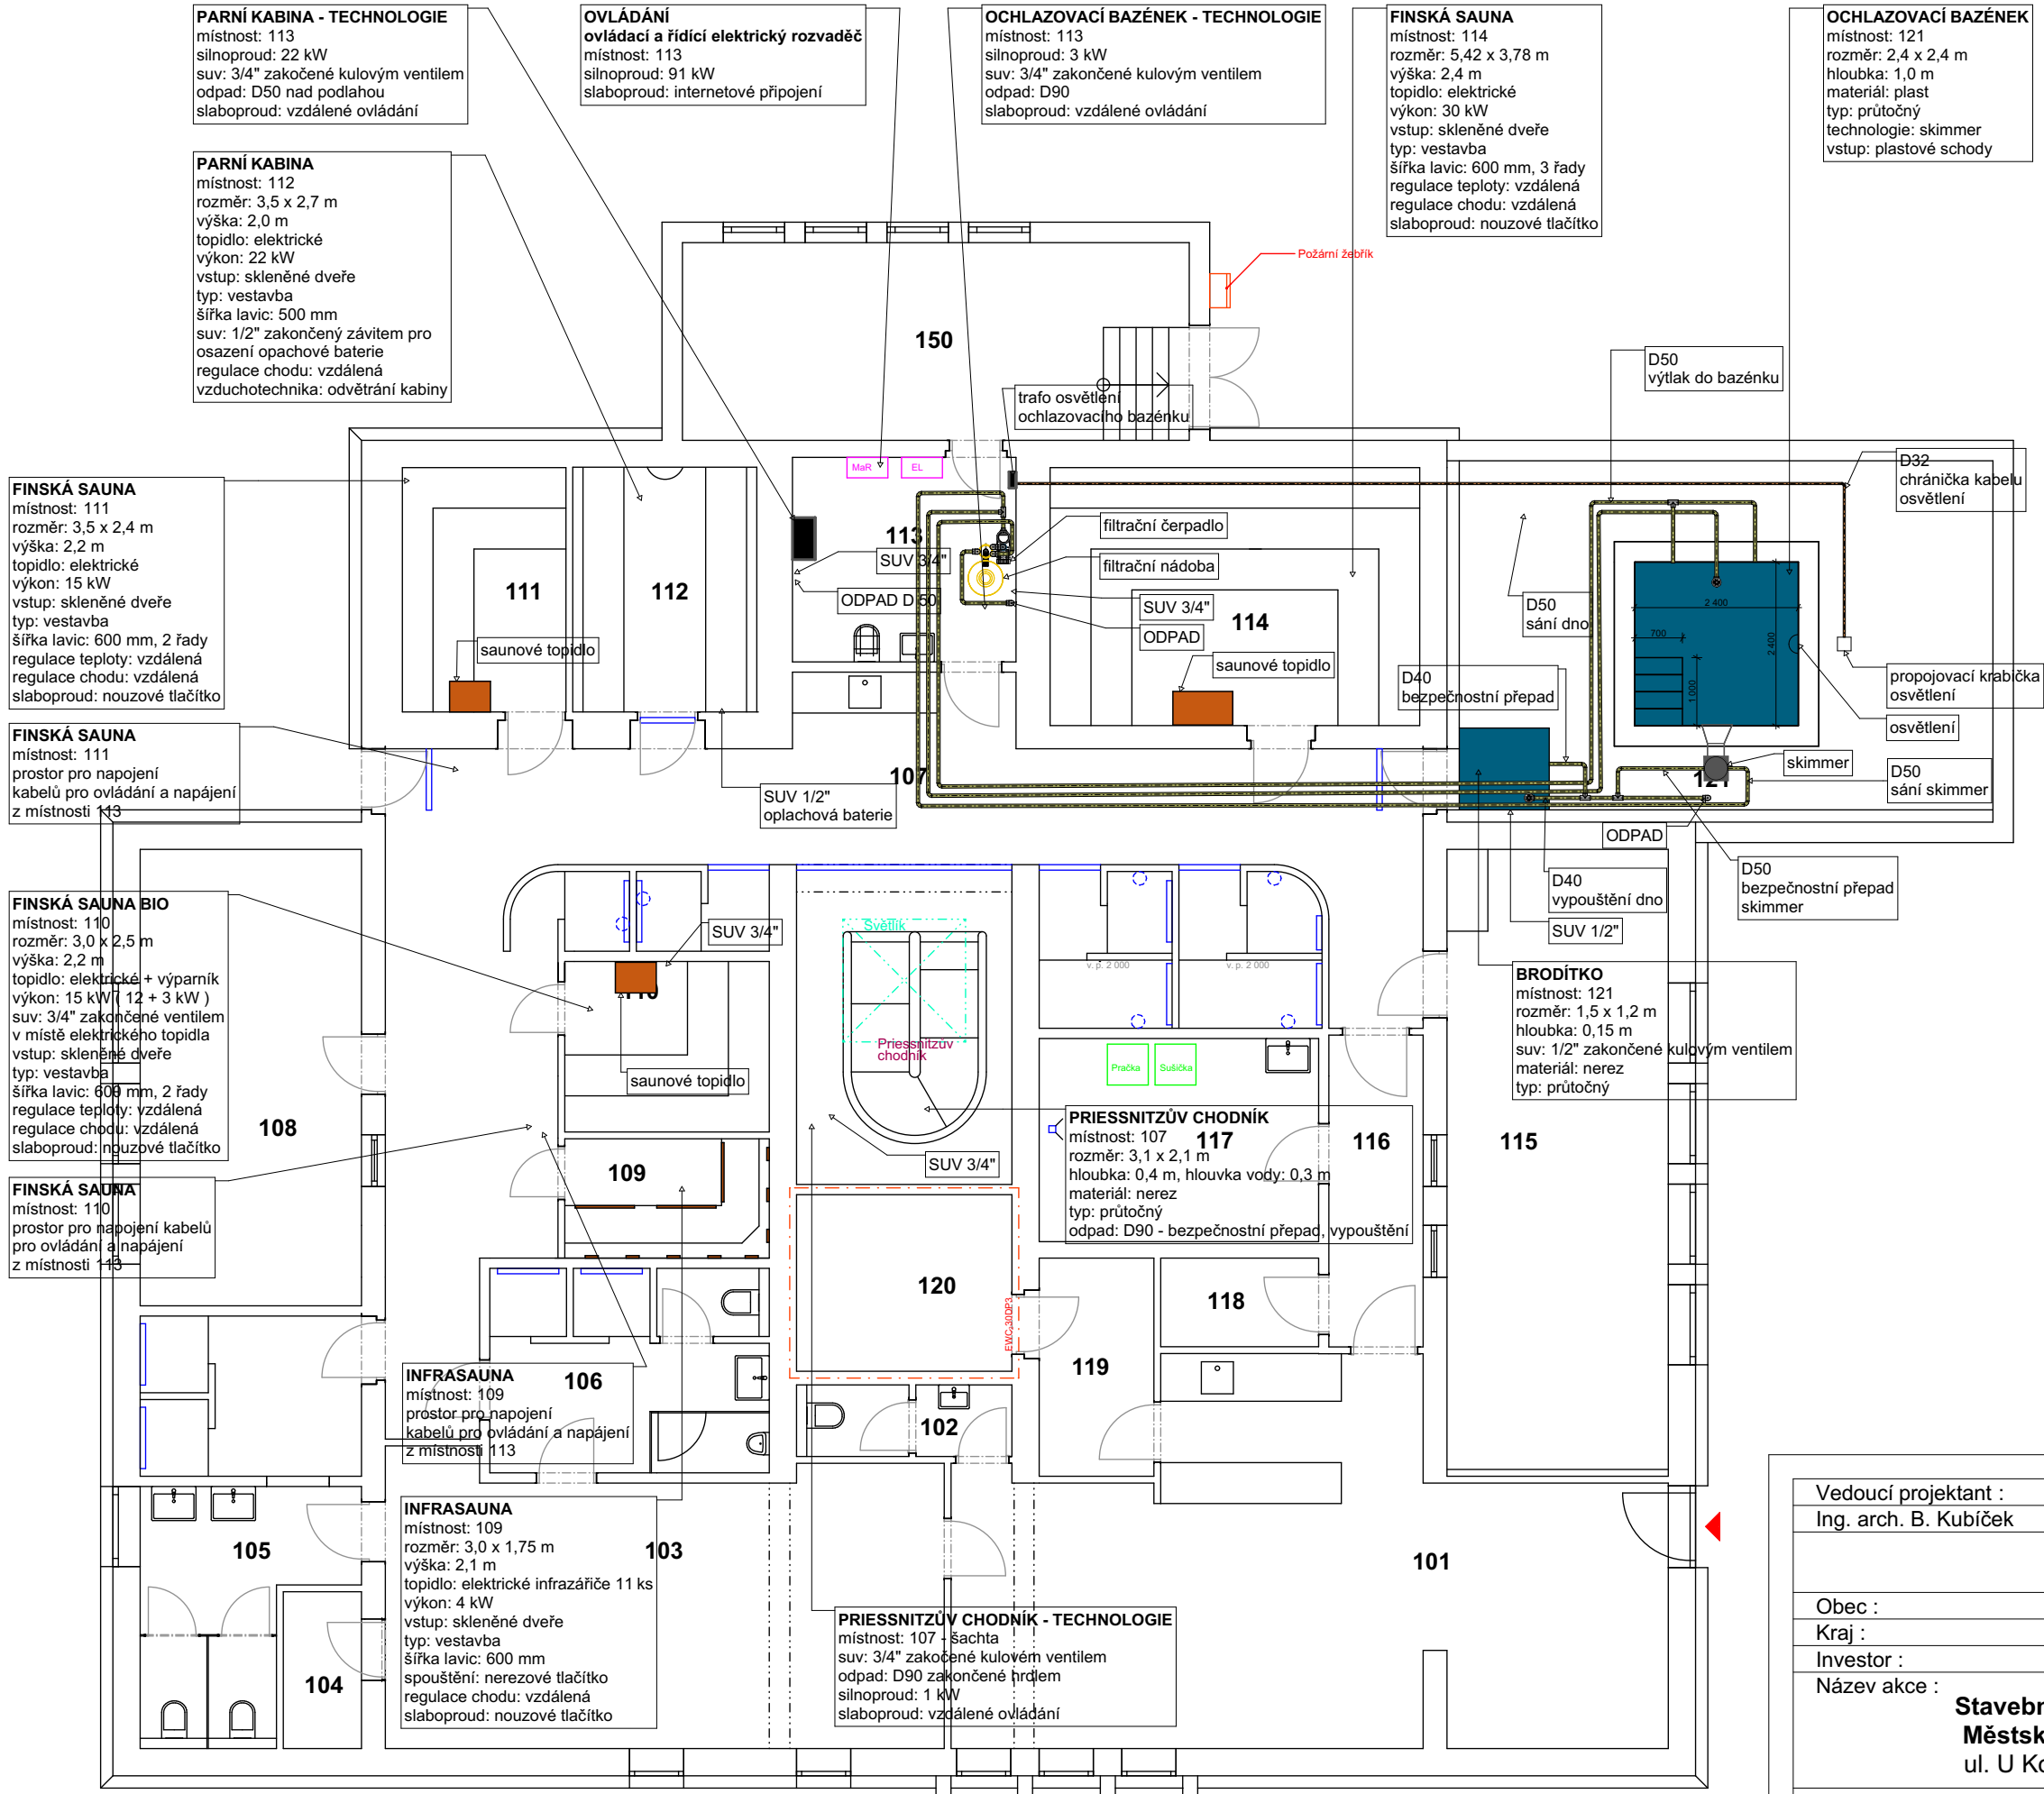 PARNÍ KABINA - TECHNOLOGIE
místnost: 113
silnoproud: 22 kW
suv: 3/4" zakočené kulovým ventilem
odpad: D50 nad podlahou
slaboproud: vzdálené ovládání
OVLÁDÁNÍ
ovládací a řídící elektrický rozvaděč
místnost: 113
silnoproud: 91 kW
slaboproud: internetové připojení
OCHLAZOVACÍ BAZÉNEK - TECHNOLOGIE
místnost: 113
silnoproud: 3 kW
suv: 3/4" zakončené kulovým ventilem
odpad: D90
slaboproud: vzdálené ovládání
FINSKÁ SAUNA
místnost: 114
rozměr: 5,42 x 3,78 m
výška: 2,4 m
topidlo: elektrické
výkon: 30 kW
vstup: skleněné dveře
typ: vestavba
šířka lavic: 600 mm, 3 řady
regulace teploty: vzdálená
regulace chodu: vzdálená
slaboproud: nouzové tlačítko
OCHLAZOVACÍ BAZÉNEK
místnost: 121
rozměr: 2,4 x 2,4 m
hloubka: 1,0 m
materiál: plast
typ: průtočný
technologie: skimmer
vstup: plastové schody
PARNÍ KABINA
místnost: 112
rozměr: 3,5 x 2,7 m
výška: 2,0 m
topidlo: elektrické
výkon: 22 kW
vstup: skleněné dveře
typ: vestavba
šířka lavic: 500 mm
suv: 1/2" zakončený závitem pro
osazení opachové baterie
regulace chodu: vzdálená
vzduchotechnika: odvětrání kabiny
Požární žebřík
150
trafo osvětlení
ochlazovacího bazénku
D50
výtlak do bazénku
D32
chránička kabelu
osvětlení
MaR
EL
FINSKÁ SAUNA
místnost: 111
rozměr: 3,5 x 2,4 m
výška: 2,2 m
topidlo: elektrické
výkon: 15 kW
vstup: skleněné dveře
typ: vestavba
šířka lavic: 600 mm, 2 řady
regulace teploty: vzdálená
regulace chodu: vzdálená
slaboproud: nouzové tlačítko
113
SUV 3/4"
ODPAD D 50
filtrační čerpadlo
filtrační nádoba
SUV 3/4"
ODPAD
111
112
114
saunové topidlo
saunové topidlo
D50
sání dno
2 400
700
2 400
1 000
D40
bezpečnostní přepad
propojovací krabička
osvětlení
osvětlení
skimmer
121
D50
sání skimmer
FINSKÁ SAUNA
místnost: 111
prostor pro napojení
kabelů pro ovládání a napájení
z místnosti 113
107
SUV 1/2"
oplachová baterie
ODPAD
D40
vypouštění dno
SUV 1/2"
D50
bezpečnostní přepad
skimmer
FINSKÁ SAUNA BIO
místnost: 110
rozměr: 3,0 x 2,5 m
výška: 2,2 m
topidlo: elektrické + výparník
výkon: 15 kW ( 12 + 3 kW )
suv: 3/4" zakončené ventilem
v místě elektrického topidla
vstup: skleněné dveře
typ: vestavba
šířka lavic: 600 mm, 2 řady
regulace teploty: vzdálená
regulace chodu: vzdálená
slaboproud: nouzové tlačítko
SUV 3/4"
110
saunové topidlo
Světlík
Priessnitzův
chodník
v. p. 2 000
v. p. 2 000
Pračka
Sušička
BRODÍTKO
místnost: 121
rozměr: 1,5 x 1,2 m
hloubka: 0,15 m
suv: 1/2" zakončené kulovým ventilem
materiál: nerez
typ: průtočný
108
109
SUV 3/4"
PRIESSNITZŮV CHODNÍK
místnost: 107
rozměr: 3,1 x 2,1 m
hloubka: 0,4 m, hlouvka vody: 0,3 m
materiál: nerez
typ: průtočný
odpad: D90 - bezpečnostní přepad, vypouštění
117
116
115
FINSKÁ SAUNA
místnost: 110
prostor pro napojení kabelů
pro ovládání a napájení
z místnosti 113
120
EWC 30DP3
118
119
INFRASAUNA
místnost: 109
prostor pro napojení
kabelů pro ovládání a napájení
z místnosti 113
106
102
INFRASAUNA
místnost: 109
rozměr: 3,0 x 1,75 m
výška: 2,1 m
topidlo: elektrické infrazářiče 11 ks
výkon: 4 kW
vstup: skleněné dveře
typ: vestavba
šířka lavic: 600 mm
spouštění: nerezové tlačítko
regulace chodu: vzdálená
slaboproud: nouzové tlačítko
105
104
103
101
PRIESSNITZŮV CHODNÍK - TECHNOLOGIE
místnost: 107 - šachta
suv: 3/4" zakočené kulovém ventilem
odpad: D90 zakončené hrdlem
silnoproud: 1 kW
slaboproud: vzdálené ovládání
Vedoucí projektant :
Ing. arch. B. Kubíček
Obec :
Kraj :
Investor :
Název akce :
Stavebn
Městsk
ul. U Ko